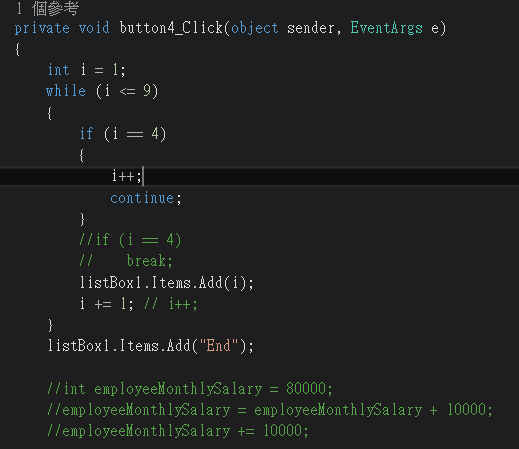 1 個參考
private void button4_Click(object sender, EventArgs e)
{
    int i = 1;
    while (i <= 9)
    {
        if (i == 4)
        {
            i++;
            continue;
        }
        //if (i == 4)
        //    break;
        listBox1.Items.Add(i);
        i += 1; // i++;
    }
    listBox1.Items.Add("End");

    //int employeeMonthlySalary = 80000;
    //employeeMonthlySalary = employeeMonthlySalary + 10000;
    //employeeMonthlySalary += 10000;